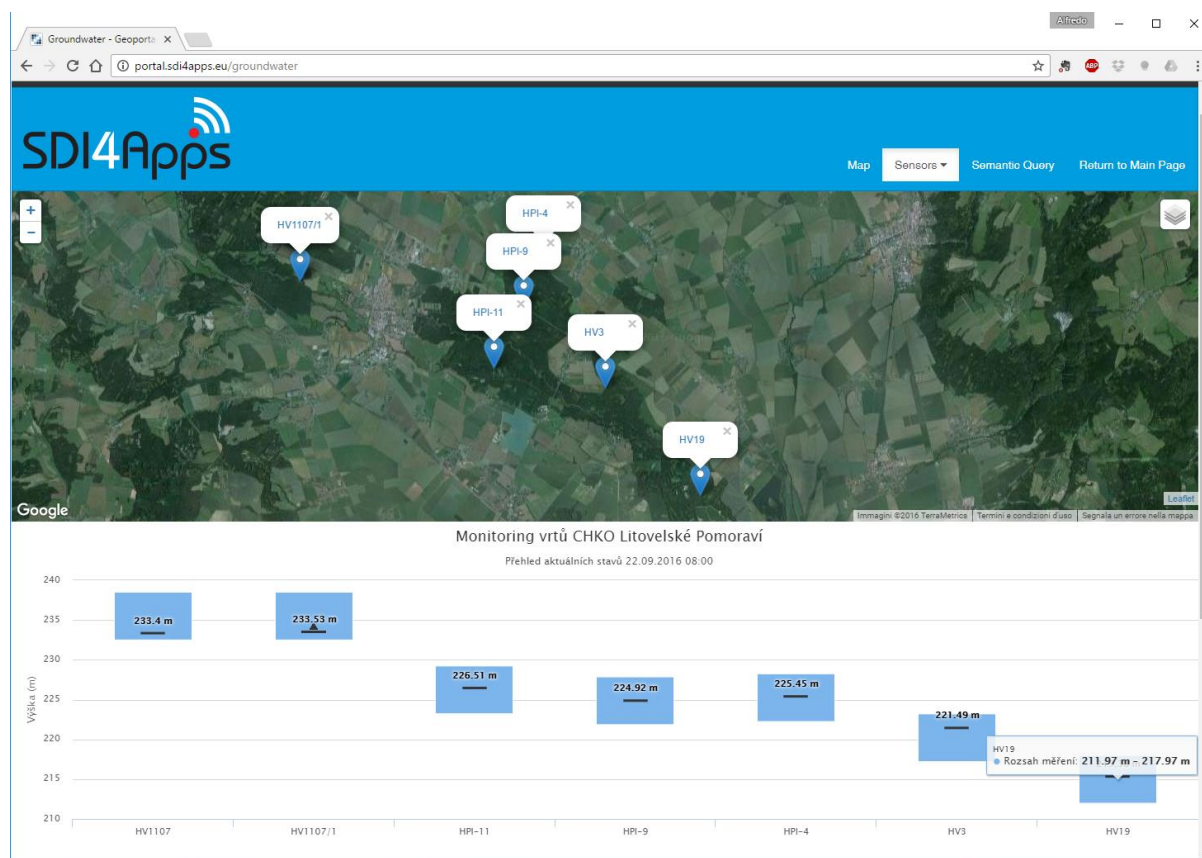 Alfredo
Groundwater - Geoporta
portal.sdi4apps.eu/groundwater
ABP
SDI4Apps
Map Sensors Semantic Query Return to Main Page
+
-
HV1107/1
HPI-4
HPI-9
HPI-11
HV3
HV19
Leaflet
Google
Immagini ©2016 TerraMetrics Termini e condizioni d'uso Segnala un errore nella mappa
Monitoring vrtů CHKO Litovelské Pomoraví
Přehled aktuálních stavů 22.09.2016 08:00
Výška (m)
240
235
230
225
220
215
210
233.4 m
233.53 m
226.51 m
224.92 m
225.45 m
221.49 m
HV19
Rozsah měření: 211.97 m - 217.97 m
HV1107 HV1107/1 HPI-11 HPI-9 HPI-4 HV3 HV19